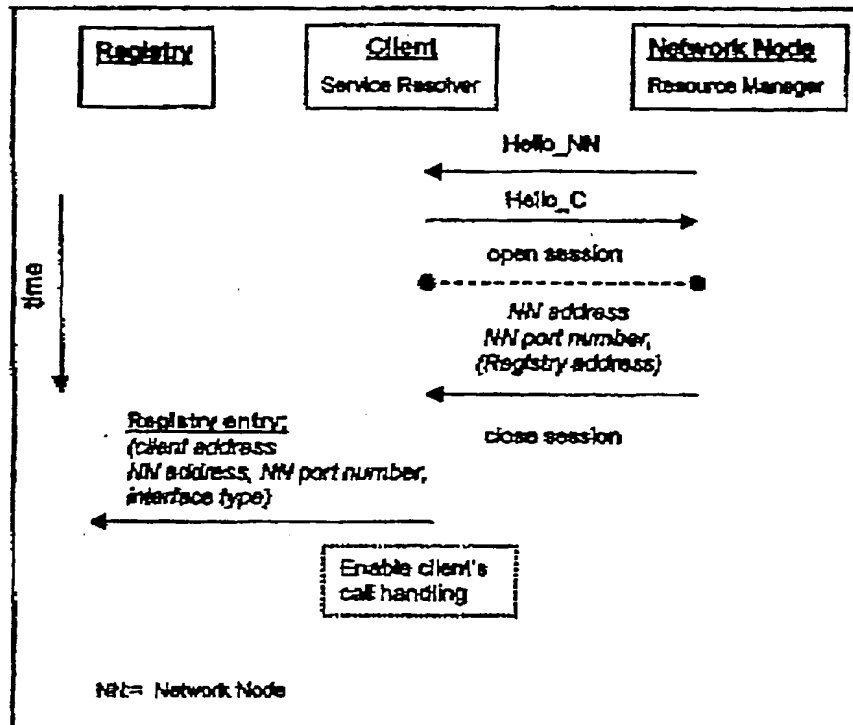 Registry
Client
Service Resolver
Network Node
Resource Manager
Hello_NN
Hello_C
open session
time
NN address
NN port number,
{Registry address}
close session
Registry entry;
{client address
NN address, NN port number,
interface type}
Enable client's
call handling
NN= Network Node